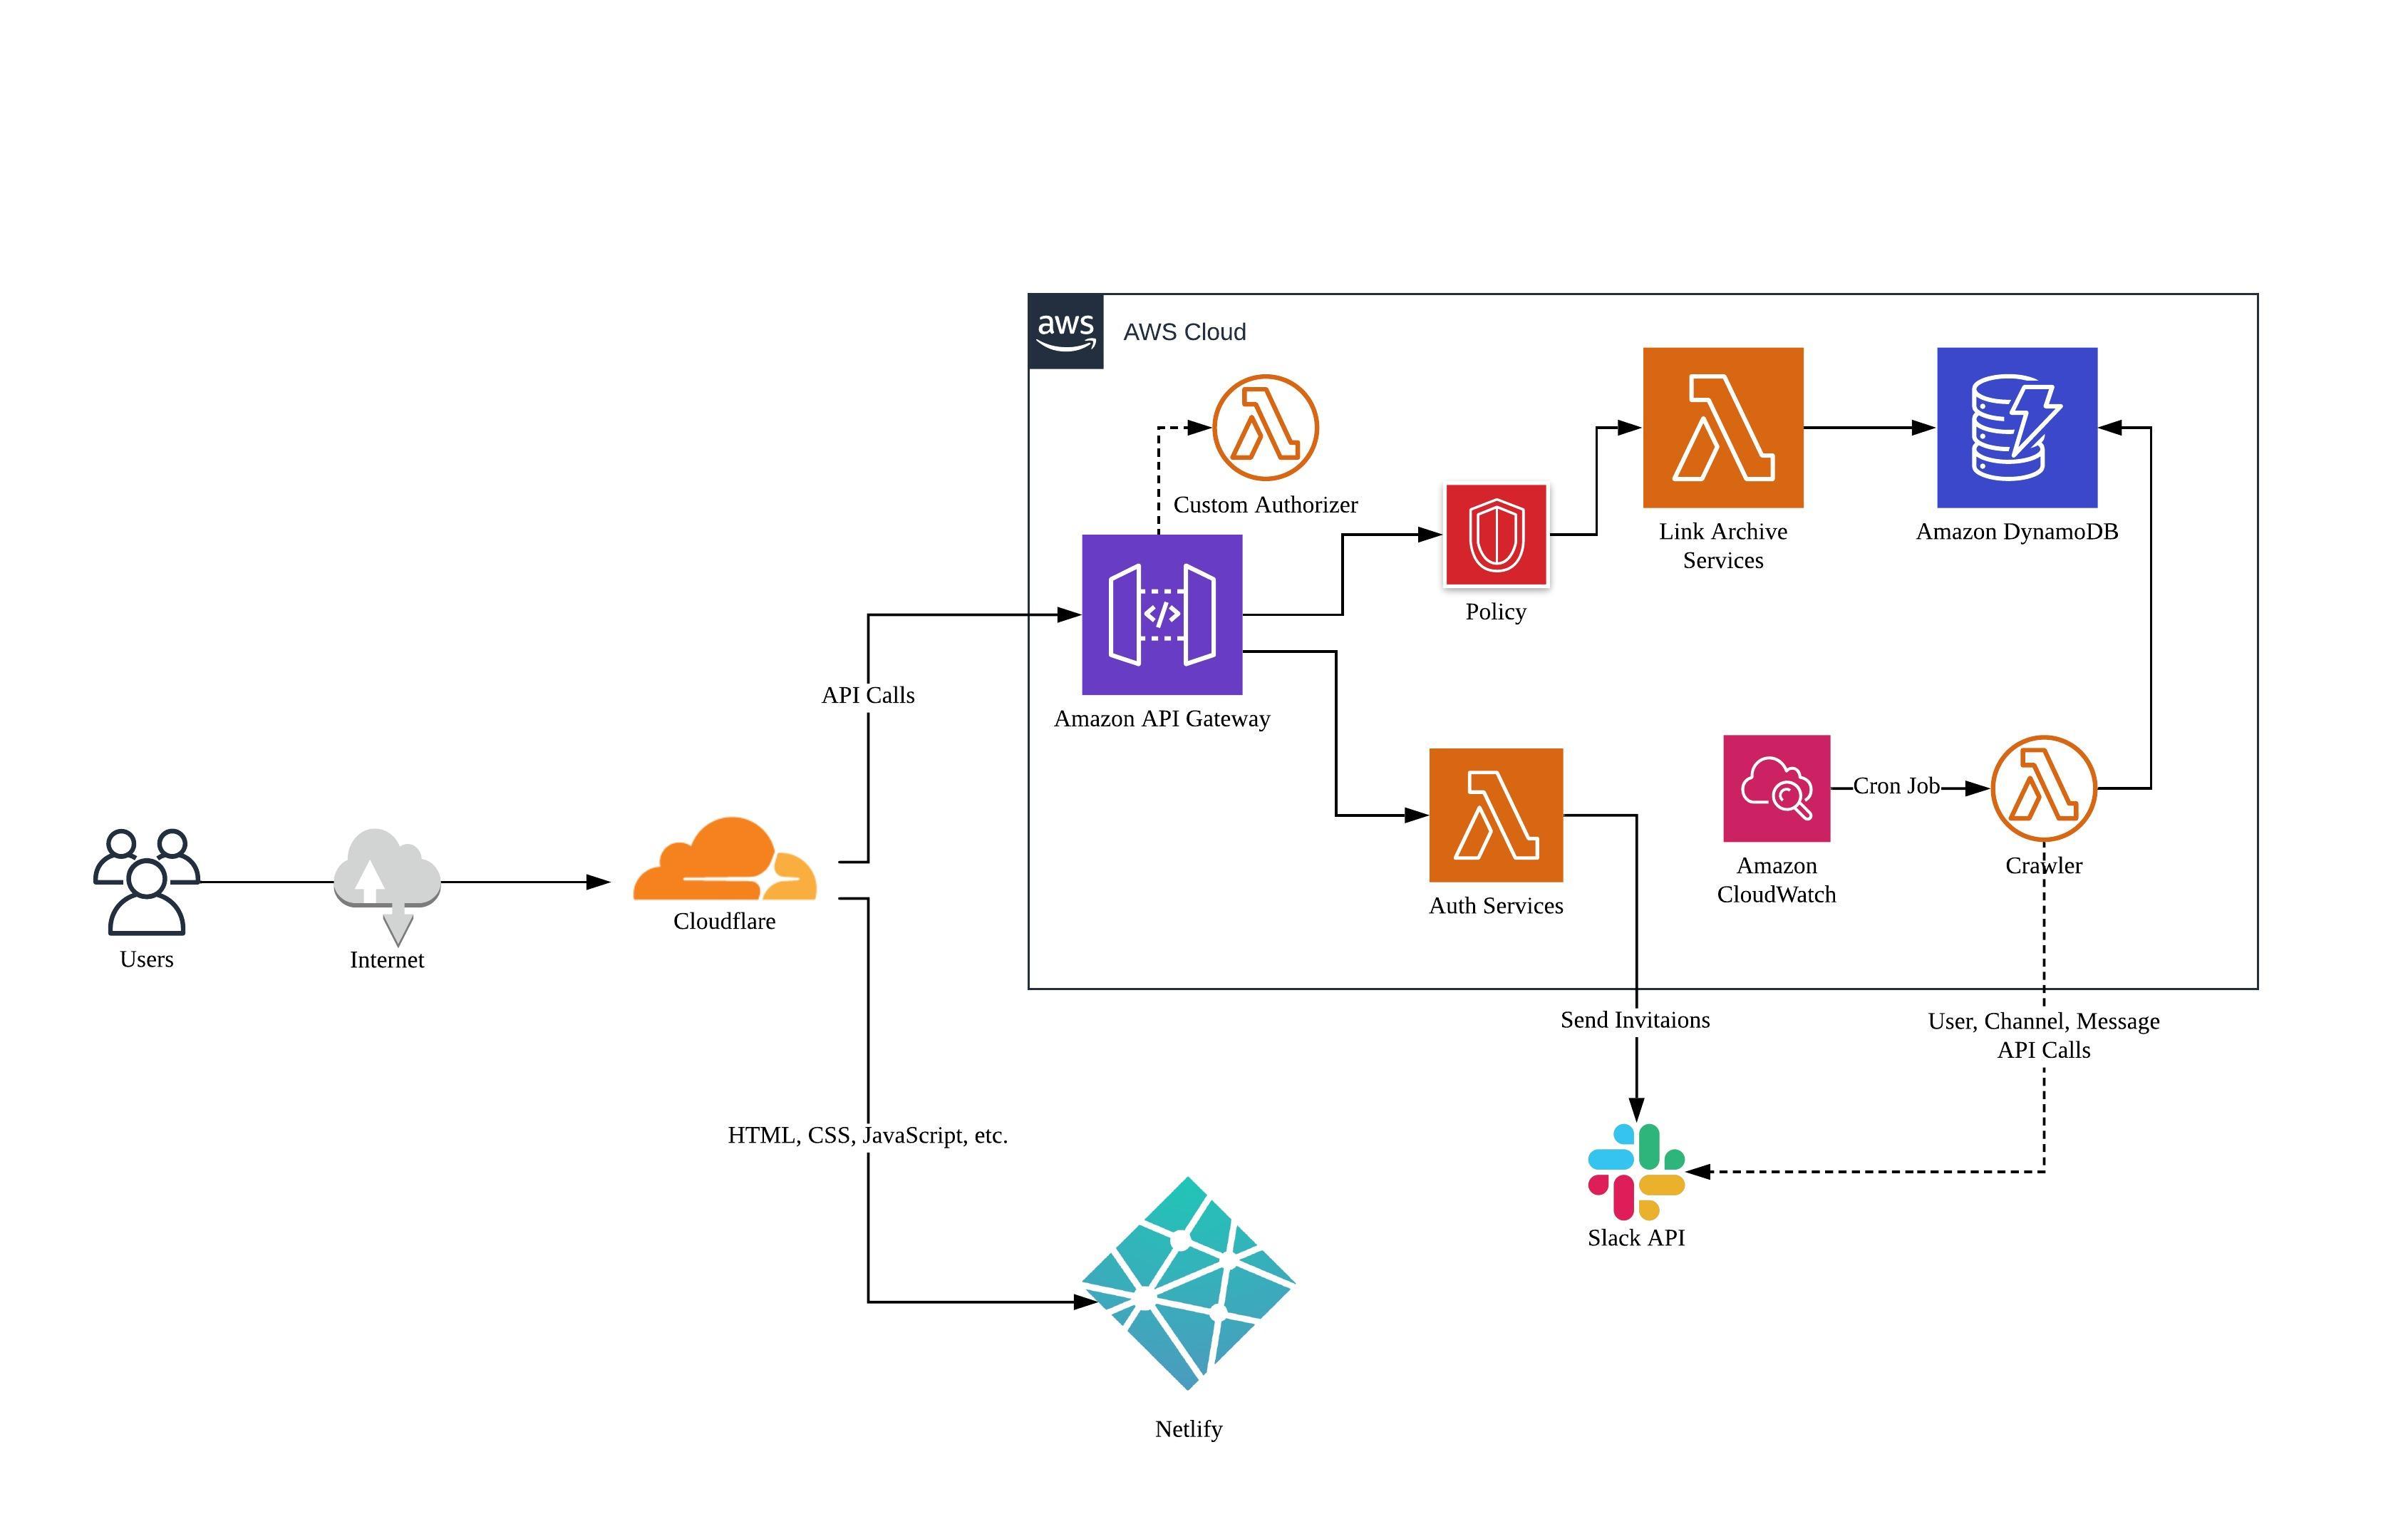 aws
AWS Cloud
Custom Authorizer
Link Archive
Services
Amazon DynamoDB
Policy
</>
Amazon API Gateway
API Calls
Cron Job
Amazon
CloudWatch
Crawler
Auth Services
Users
Internet
Cloudflare
Send Invitaions
User, Channel, Message
API Calls
HTML, CSS, JavaScript, etc.
Slack API
Netlify